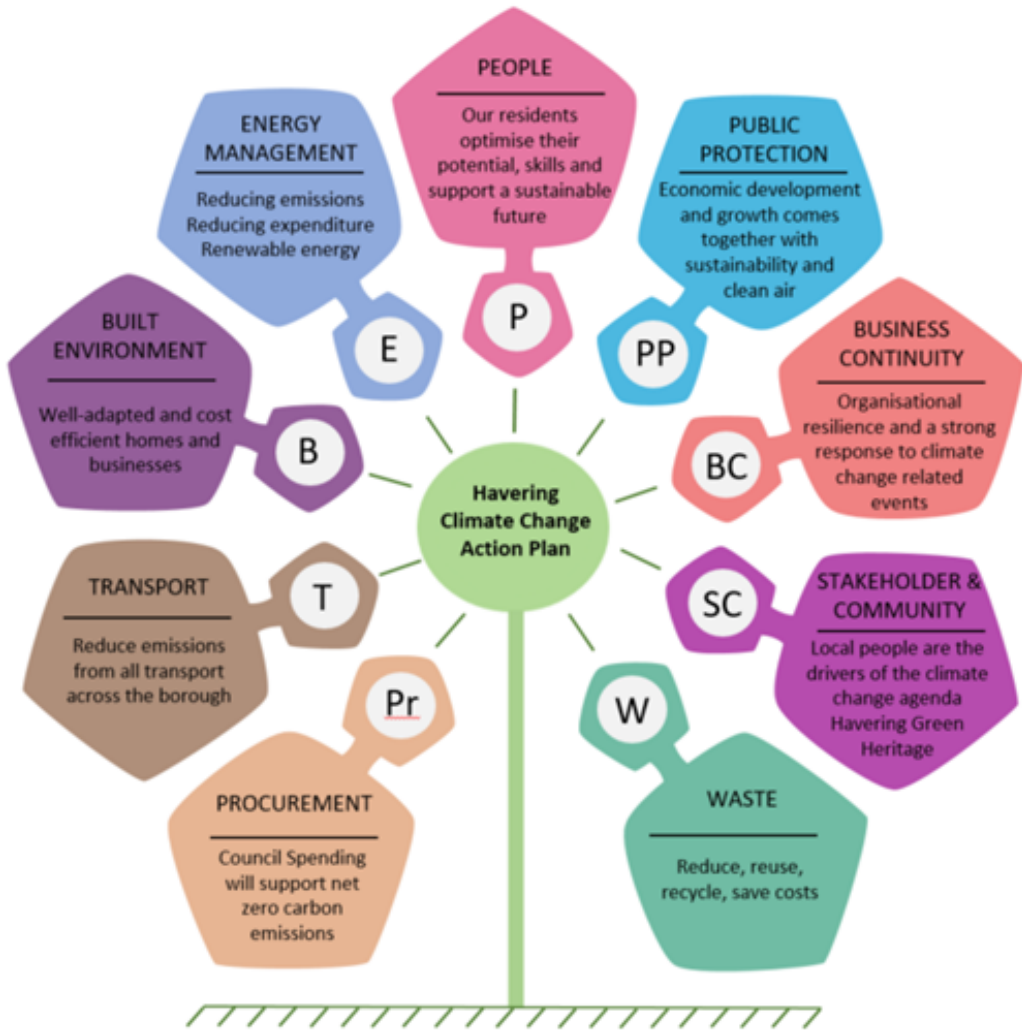 PEOPLE
Our residents
optimise their
potential, skills and
support a sustainable
future
P
ENERGY
MANAGEMENT
Reducing emissions
Reducing expenditure
Renewable energy
E
PUBLIC
PROTECTION
Economic development
and growth comes
together with
sustainability and
clean air
PP
BUILT
ENVIRONMENT
Well-adapted and cost
efficient homes and
businesses
B
BUSINESS
CONTINUITY
Organisational
resilience and a strong
response to climate
change related
events
BC
Havering
Climate Change
Action Plan
TRANSPORT
Reduce emissions
from all transport
across the borough
T
STAKEHOLDER &
COMMUNITY
Local people are the
drivers of the climate
change agenda
Havering Green
Heritage
SC
PROCUREMENT
Council Spending
will support net
zero carbon
emissions
Pr
WASTE
Reduce, reuse,
recycle, save costs
W